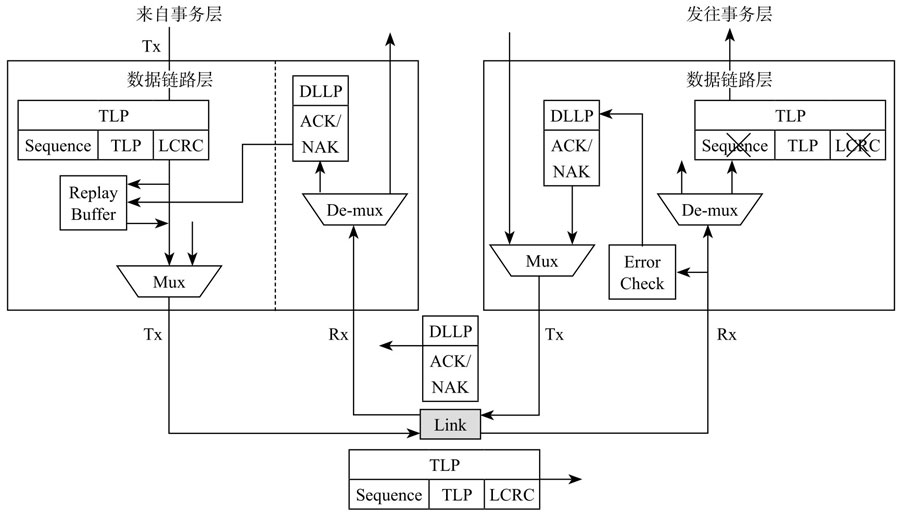 来自事务层
Tx
数据链路层
TLP
Sequence TLP LCRC
Replay
Buffer
Mux
DLLP
ACK/
NAK
De-mux
Tx
Rx
发往事务层
数据链路层
DLLP
ACK/
NAK
TLP
Sequence TLP LCRC
De-mux
Mux
Error
Check
Tx
Rx
DLLP
ACK/
NAK
Link
TLP
Sequence TLP LCRC